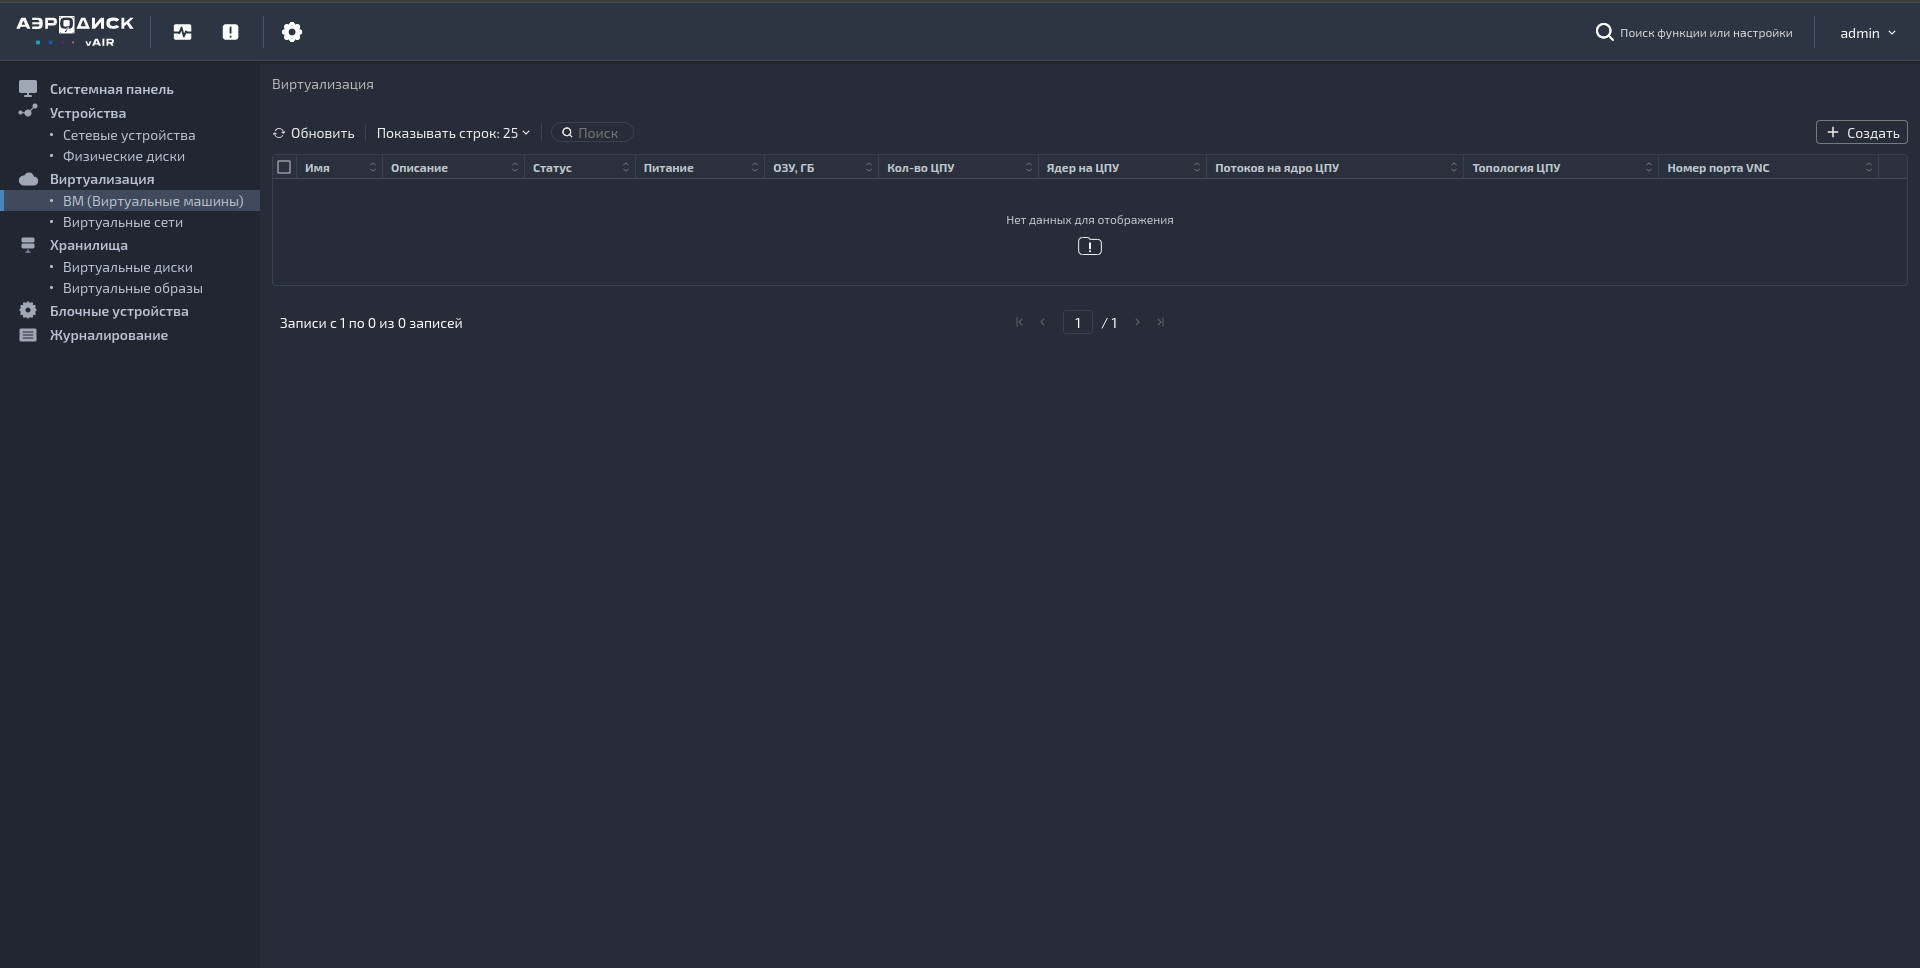 АЭРОДИСК
vAIR
Поиск функции или настройки
admin
Системная панель
Устройства
Сетевые устройства
Физические диски
Виртуализация
ВМ (Виртуальные машины)
Виртуальные сети
Хранилища
Виртуальные диски
Виртуальные образы
Блочные устройства
Журналирование
Виртуализация
Обновить Показывать строк: 25 Поиск Создать
Имя Описание Статус Питание ОЗУ, ГБ Кол-во ЦПУ Ядер на ЦПУ Потоков на ядро ЦПУ Топология ЦПУ Номер порта VNC
Нет данных для отображения
Записи с 1 по 0 из 0 записей 1 / 1